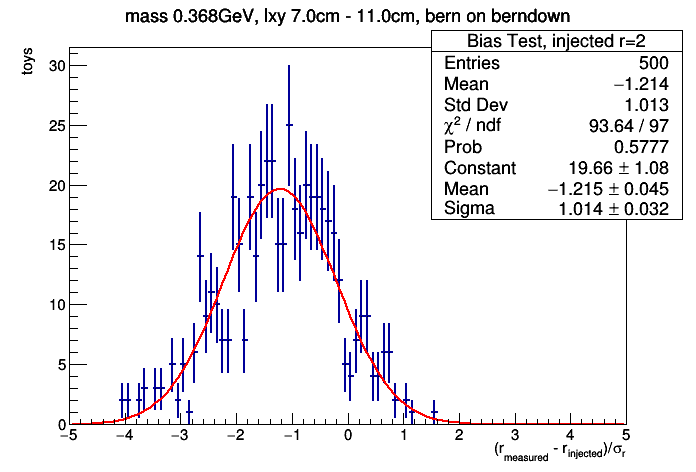 mass 0.368GeV, lxy 7.0cm - 11.0cm, bern on berndown
Bias Test, injected r=2
Entries 500
Mean −1.214
Std Dev 1.013
χ² / ndf 93.64 / 97
Prob 0.5777
Constant 19.66 ± 1.08
Mean −1.215 ± 0.045
Sigma 1.014 ± 0.032
toys
30
25
20
15
10
5
0
−5 −4 −3 −2 −1 0 1 2 3 4 5
(r_measured - r_injected)/σ_r